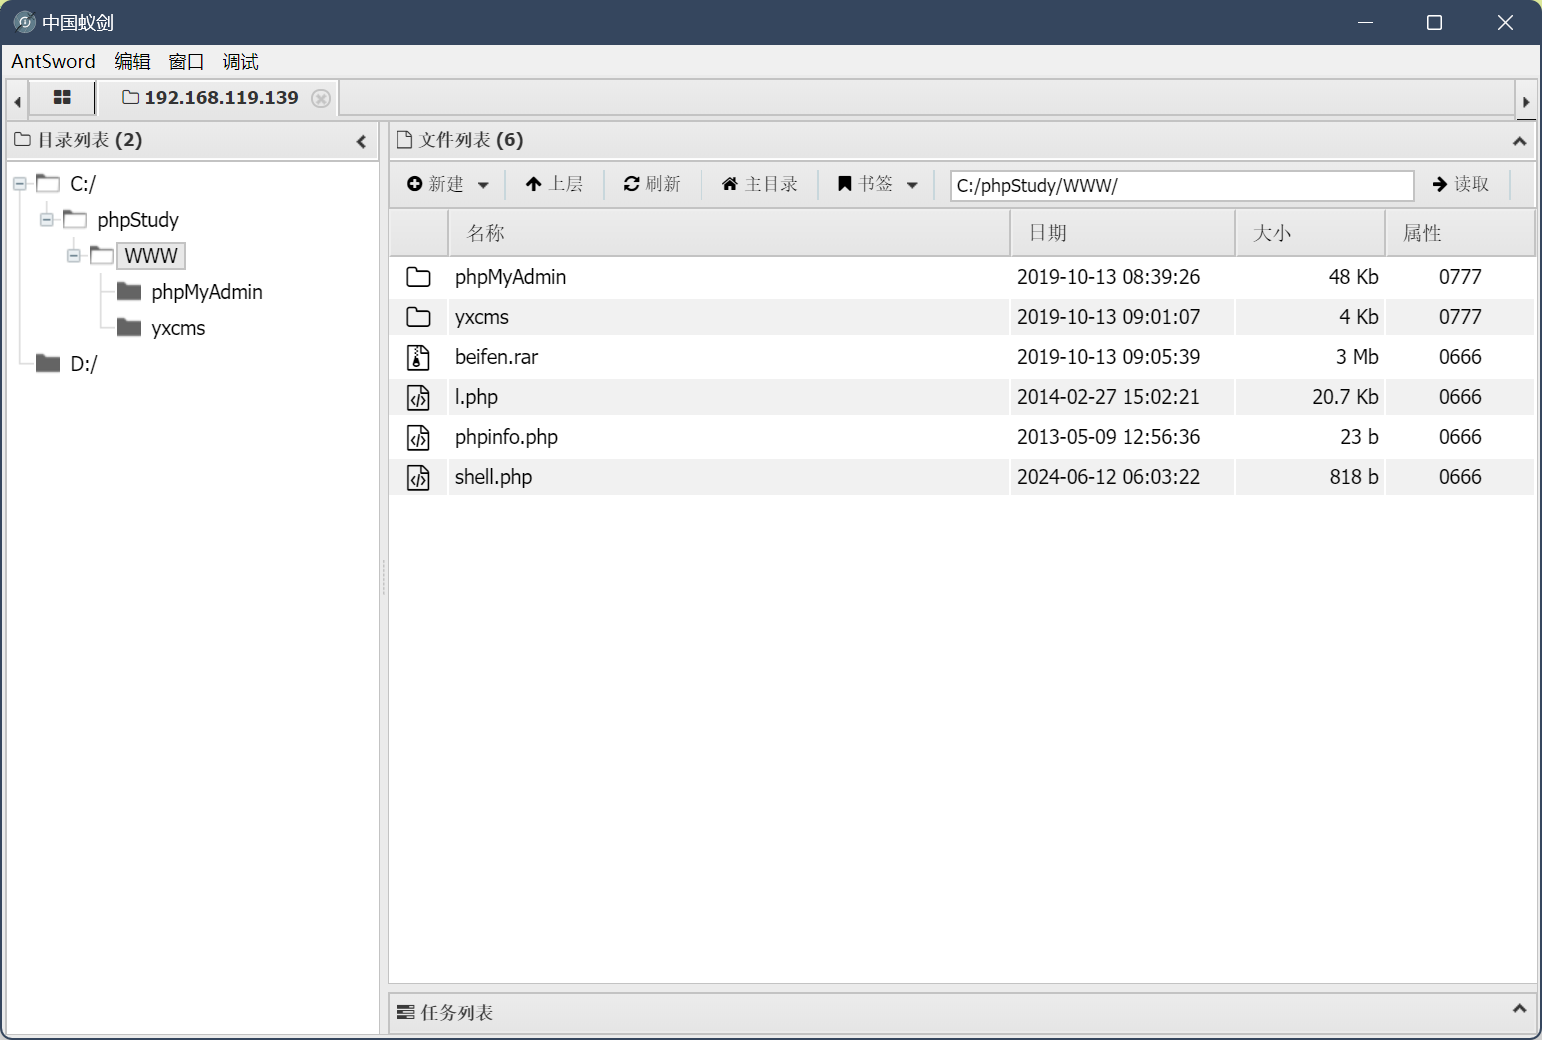 中国蚁剑
AntSword 编辑 窗口 调试
192.168.119.139
目录列表 (2)
C:/
phpStudy
WWW
phpMyAdmin
yxcms
D:/
文件列表 (6)
新建 上层 刷新 主目录 书签 C:/phpStudy/WWW/ 读取
名称 日期 大小 属性
phpMyAdmin 2019-10-13 08:39:26 48 Kb 0777
yxcms 2019-10-13 09:01:07 4 Kb 0777
beifen.rar 2019-10-13 09:05:39 3 Mb 0666
l.php 2014-02-27 15:02:21 20.7 Kb 0666
phpinfo.php 2013-05-09 12:56:36 23 b 0666
shell.php 2024-06-12 06:03:22 818 b 0666
任务列表